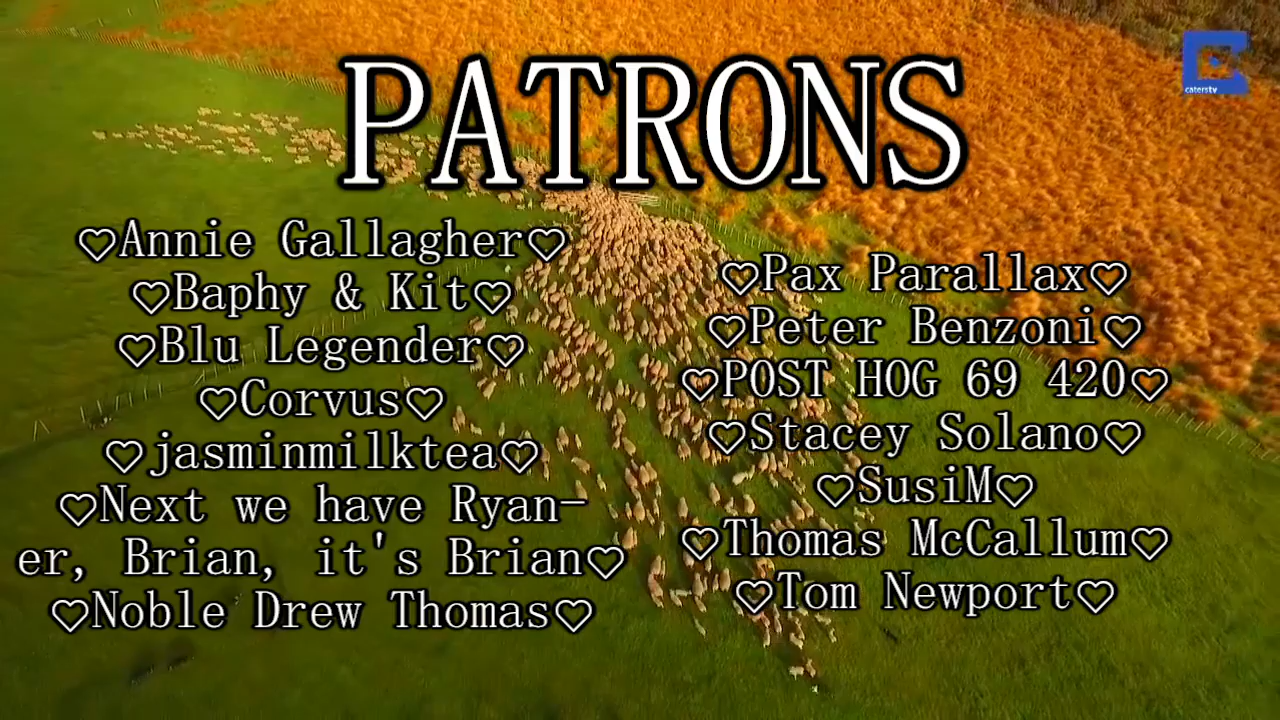 PATRONS
caterstv
♡Annie Gallagher♡
♡Baphy & Kit♡
♡Blu Legender♡
♡Corvus♡
♡jasminmilktea♡
♡Next we have Ryan-
er, Brian, it's Brian♡
♡Noble Drew Thomas♡
♡Pax Parallax♡
♡Peter Benzoni♡
♡POST HOG 69 420♡
♡Stacey Solano♡
♡SusiM♡
♡Thomas McCallum♡
♡Tom Newport♡